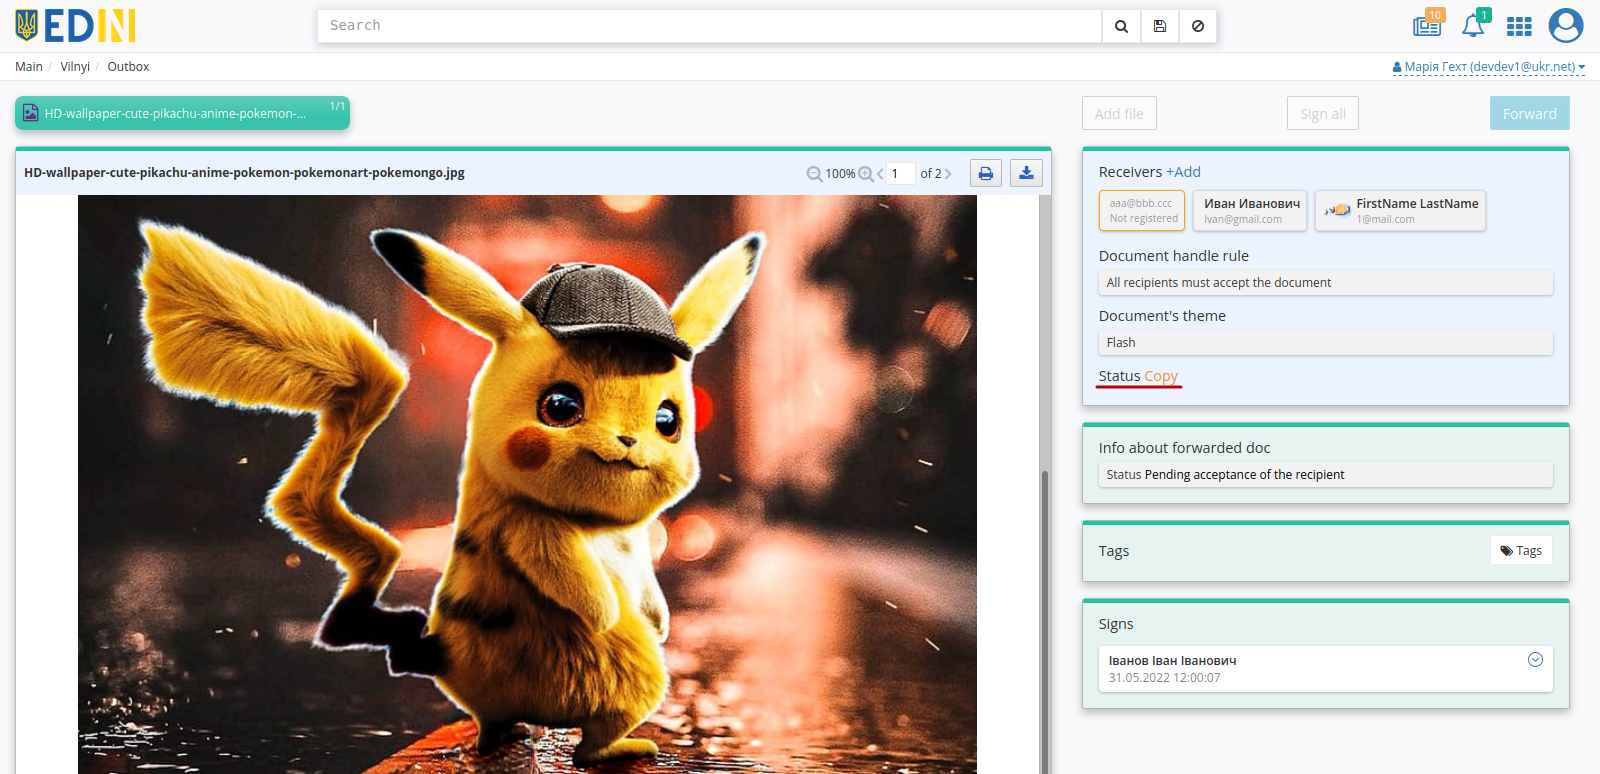 EDIN
Search
10
1
Main / Vilnyi / Outbox
Марія Гехт (devdev1@ukr.net)
HD-wallpaper-cute-pikachu-anime-pokemon-...
1/1
Add file
Sign all
Forward
HD-wallpaper-cute-pikachu-anime-pokemon-pokemonart-pokemongo.jpg
100%
1 of 2
Receivers +Add
aaa@bbb.ccc
Not registered
Иван Иванович
Ivan@gmail.com
FirstName LastName
1@mail.com
Document handle rule
All recipients must accept the document
Document's theme
Flash
Status Copy
Info about forwarded doc
Status Pending acceptance of the recipient
Tags
Tags
Signs
Іванов Іван Іванович
31.05.2022 12:00:07